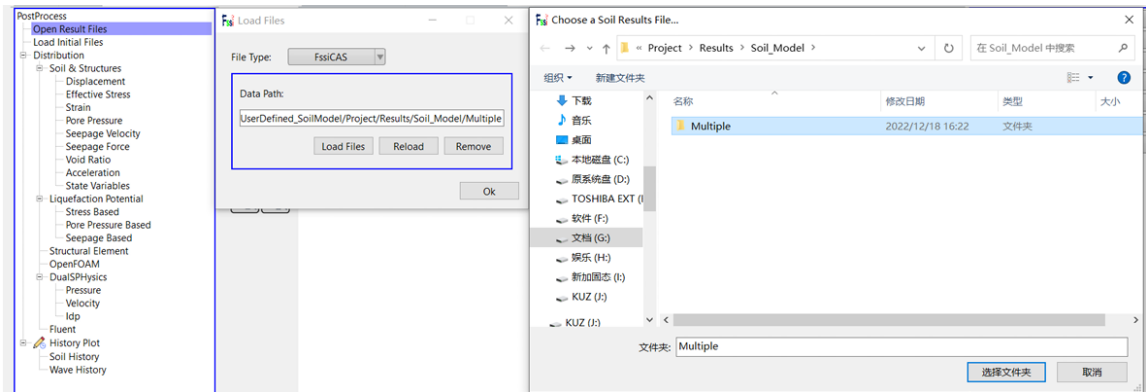 PostProcess
Open Result Files
Load Initial Files
Distribution
Soil & Structures
Displacement
Effective Stress
Strain
Pore Pressure
Seepage Velocity
Seepage Force
Void Ratio
Acceleration
State Variables
Liquefaction Potential
Stress Based
Pore Pressure Based
Seepage Based
Structural Element
OpenFOAM
DualSPHysics
Pressure
Velocity
Idp
Fluent
History Plot
Soil History
Wave History
Load Files
File Type: FssiCAS
Data Path:
UserDefined_SoilModel/Project/Results/Soil_Model/Multiple
Load Files Reload Remove
Ok
Choose a Soil Results File...
« Project > Results > Soil_Model > 在 Soil_Model 中搜索
组织 新建文件夹
名称 修改日期 类型 大小
Multiple 2022/12/18 16:22 文件夹
下载
音乐
桌面
本地磁盘 (C:)
原系统盘 (D:)
TOSHIBA EXT (
软件 (F:)
文档 (G:)
娱乐 (H:)
新加固态 (I:)
KUZ (J:)
KUZ (J:)
文件夹: Multiple
选择文件夹 取消